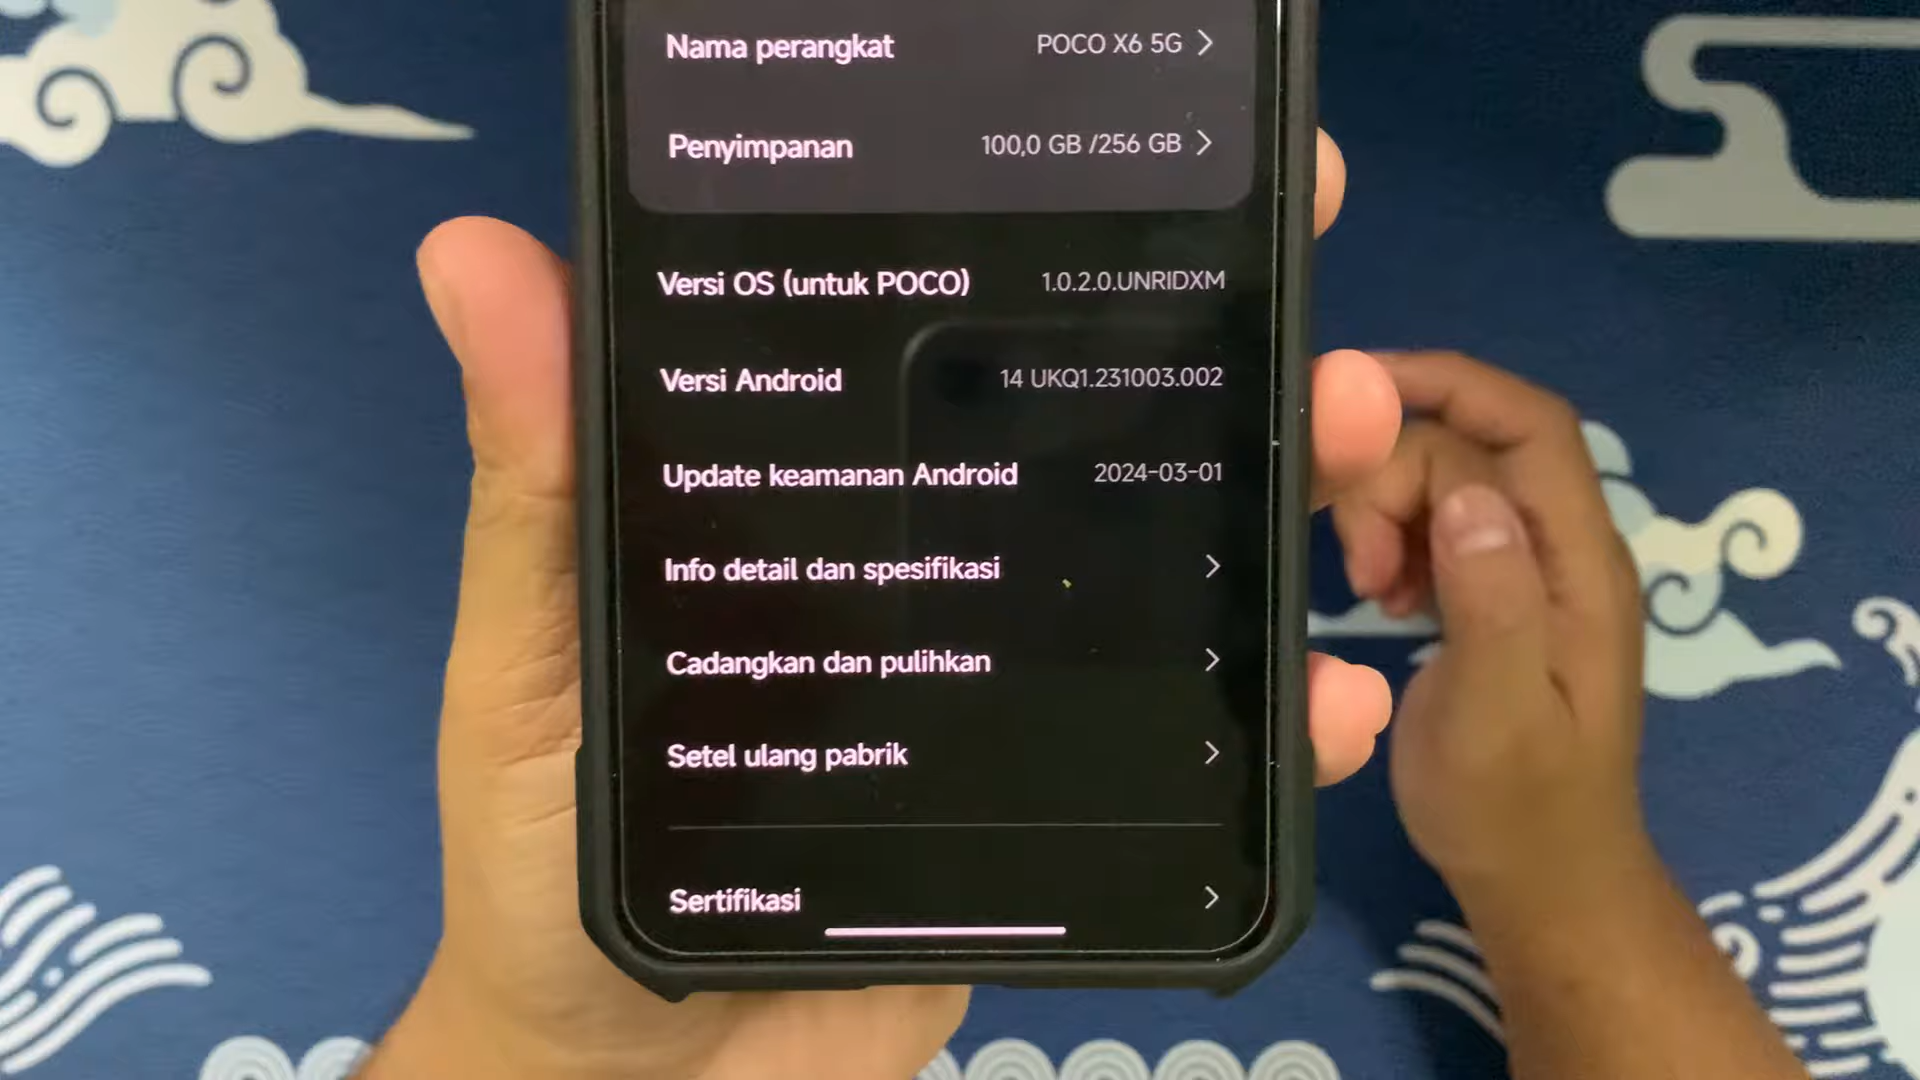 Nama perangkat POCO X6 5G
Penyimpanan 100,0 GB /256 GB
Versi OS (untuk POCO) 1.0.2.0.UNRIDXM
Versi Android 14 UKQ1.231003.002
Update keamanan Android 2024-03-01
Info detail dan spesifikasi
Cadangkan dan pulihkan
Setel ulang pabrik
Sertifikasi